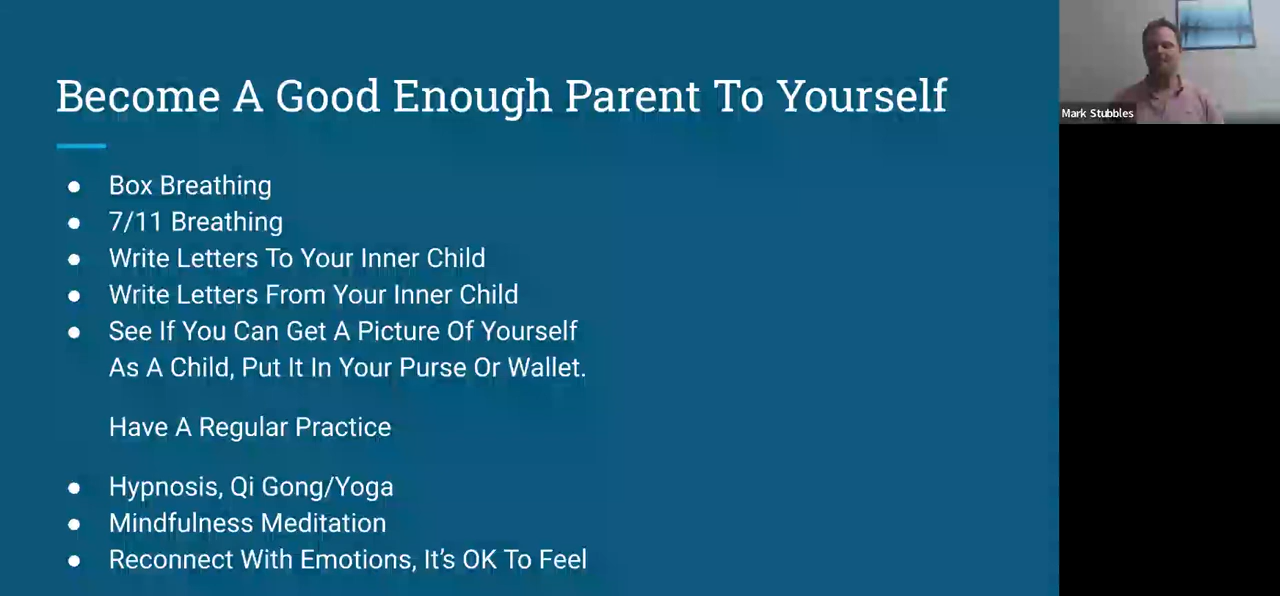 Become A Good Enough Parent To Yourself
● Box Breathing
● 7/11 Breathing
● Write Letters To Your Inner Child
● Write Letters From Your Inner Child
● See If You Can Get A Picture Of Yourself
As A Child, Put It In Your Purse Or Wallet.
Have A Regular Practice
● Hypnosis, Qi Gong/Yoga
● Mindfulness Meditation
● Reconnect With Emotions, It's OK To Feel
Mark Stubbles